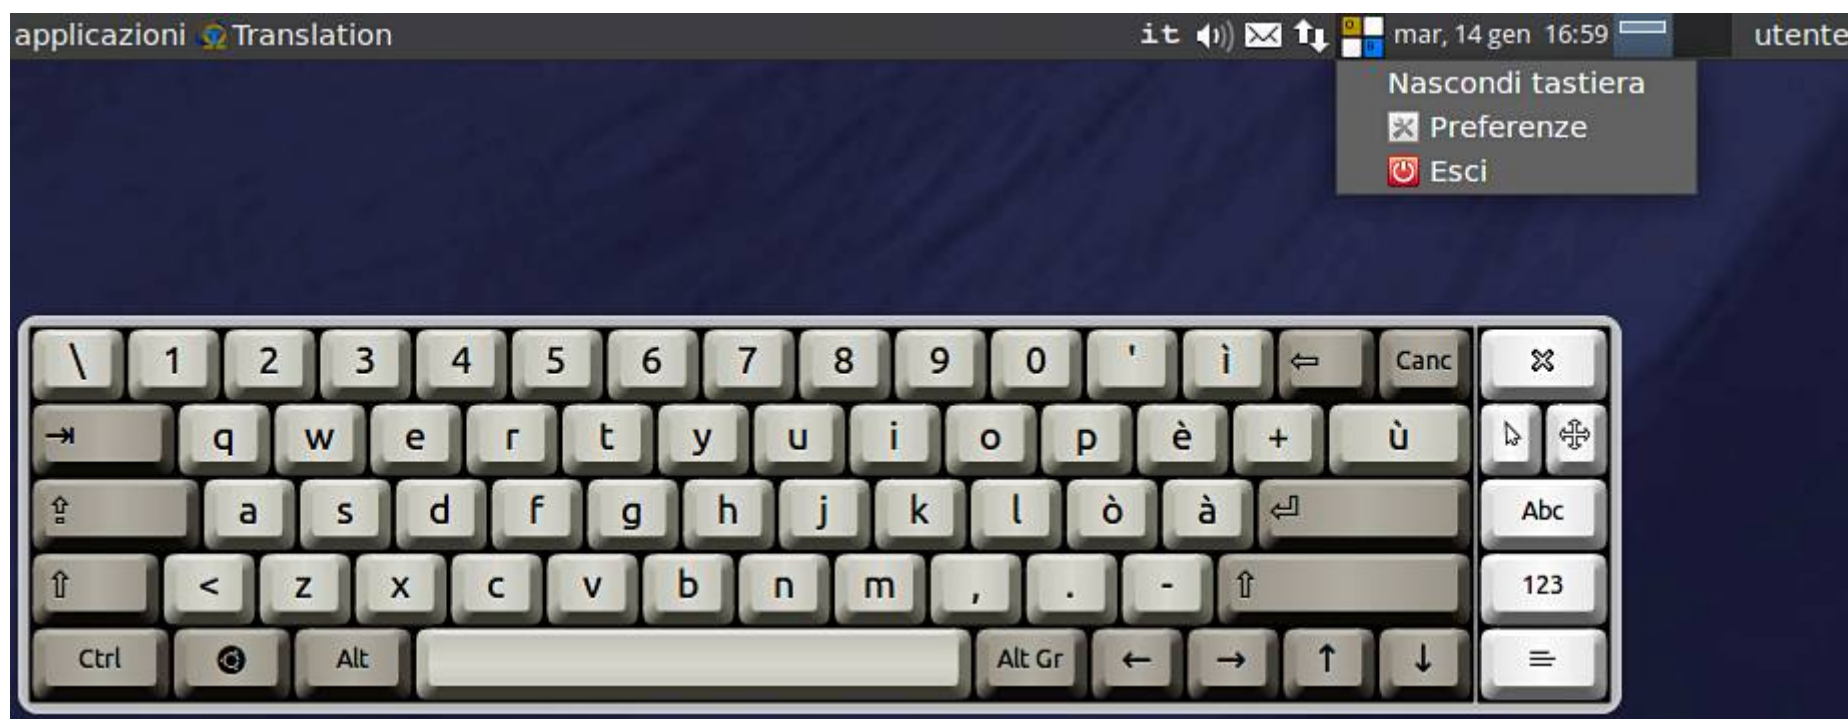 applicazioni Translation it mar, 14 gen 16:59 utente
Nascondi tastiera
Preferenze
Esci
\ 1 2 3 4 5 6 7 8 9 0 ' ì ⇦ Canc
⇥ q w e r t y u i o p è + ù
a s d f g h j k l ò à ⏎ Abc
⇧ < z x c v b n m , . - ⇧ 123
Ctrl Alt Alt Gr ← → ↑ ↓